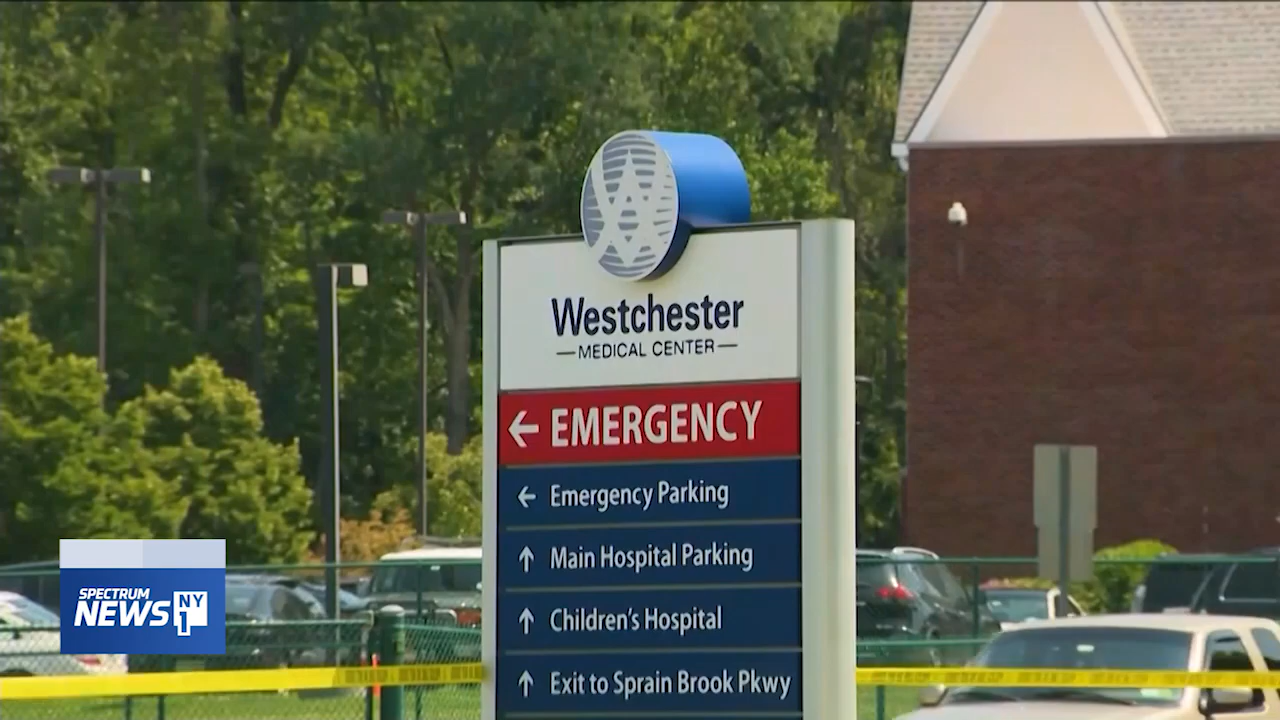 Westchester
MEDICAL CENTER
← EMERGENCY
← Emergency Parking
↑ Main Hospital Parking
↑ Children's Hospital
↑ Exit to Sprain Brook Pkwy
SPECTRUM
NEWS NY1